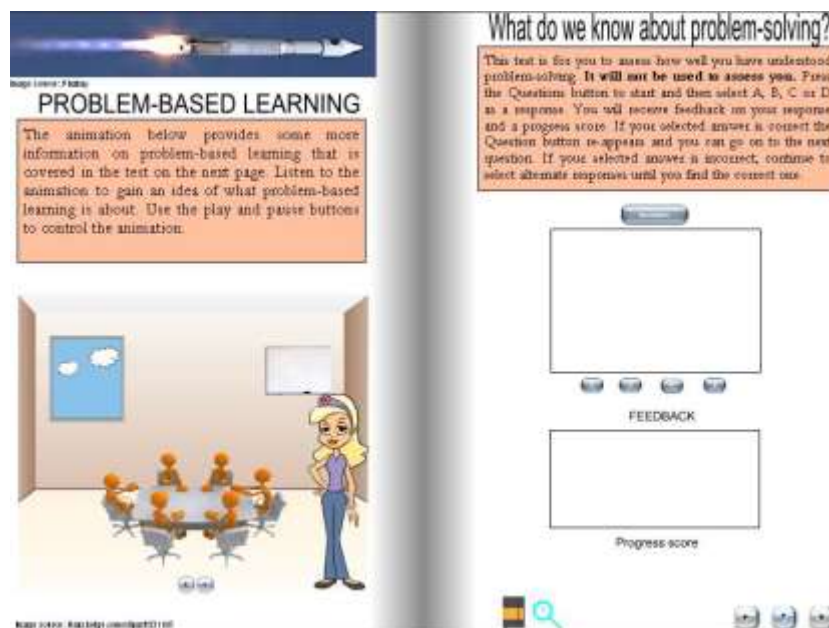 PROBLEM-BASED LEARNING
The animation below provides some more
information on problem-based learning that is
covered in the test on the next page. Listen to the
animation to gain an idea of what problem-based
learning is about. Use the play and pause buttons
to control the animation.
What do we know about problem-solving?
This test is for you to assess how well you have understood
problem-solving. It will not be used to assess you. Press
the Questions button to start and then select A, B, C or D
as a response. You will receive feedback on your response
and a progress score. If your selected answer is correct the
Question button re-appears and you can go on to the next
question. If your selected answer is incorrect, continue to
select alternate responses until you find the correct one
FEEDBACK
Progress score